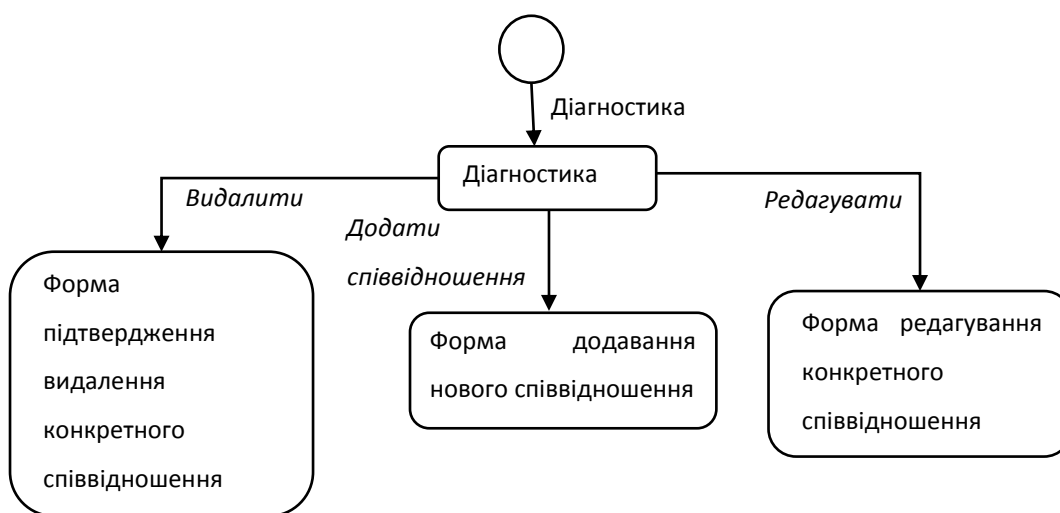 Діагностика
Діагностика
Видалити
Додати
співвідношення
Редагувати
Форма
підтвердження
видалення
конкретного
співвідношення
Форма додавання
нового співвідношення
Форма редагування
конкретного
співвідношення